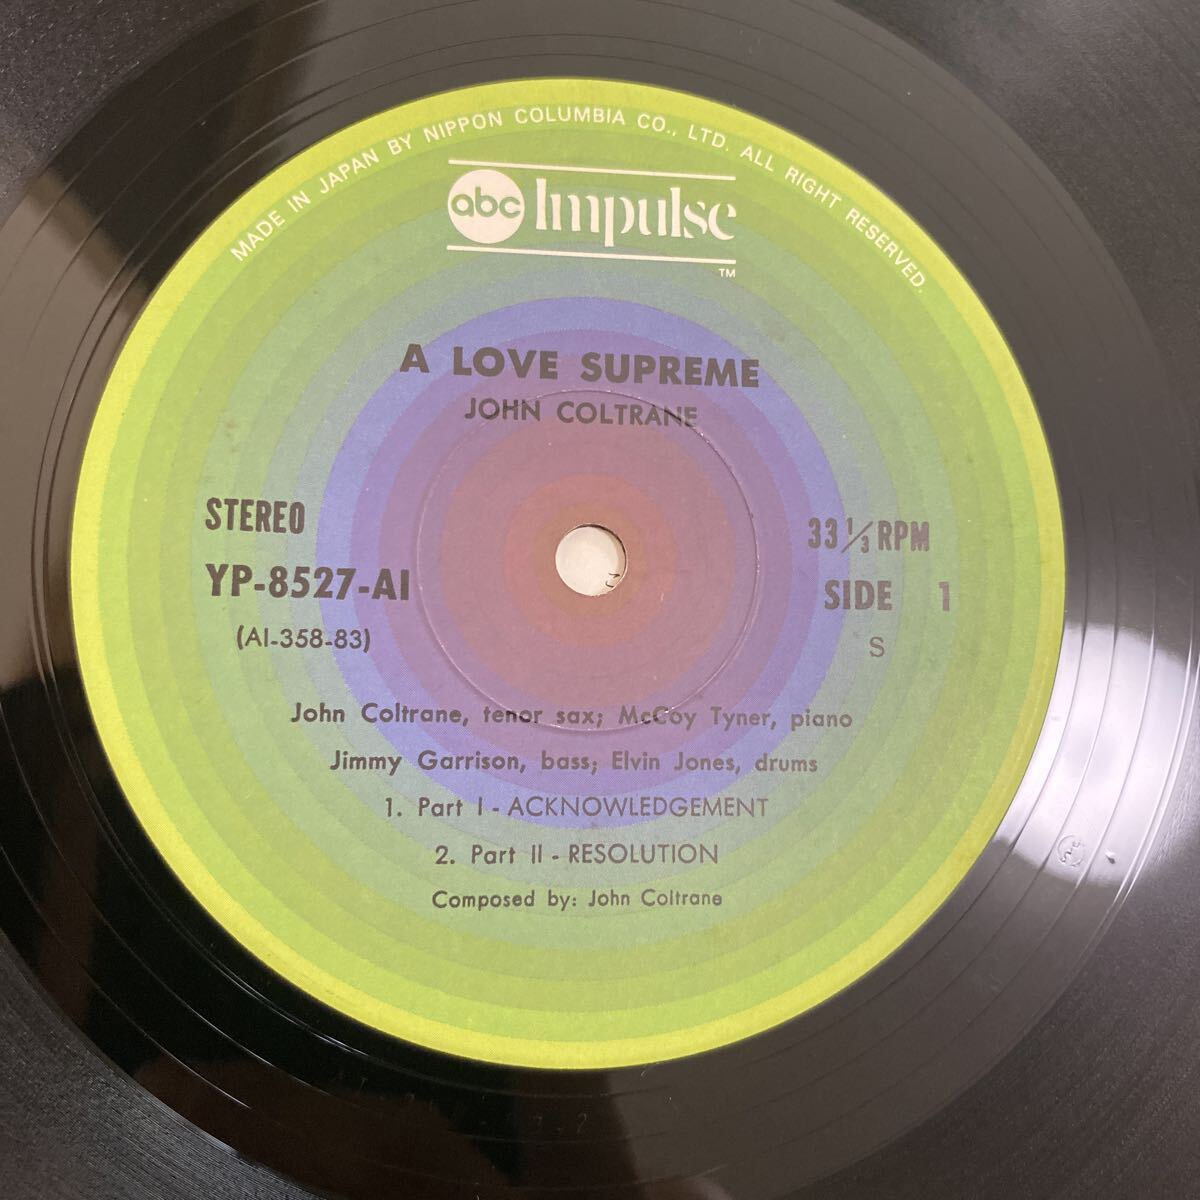 MADE IN JAPAN BY NIPPON COLUMBIA CO., LTD. ALL RIGHT RESERVED.
abc Impulse
TM
A LOVE SUPREME
JOHN COLTRANE
STEREO
33 1/3 RPM
YP-8527-AI
SIDE 1
(AI-358-83)
S
John Coltrane, tenor sax; McCoy Tyner, piano
Jimmy Garrison, bass; Elvin Jones, drums
1. Part I - ACKNOWLEDGEMENT
2. Part II - RESOLUTION
Composed by: John Coltrane